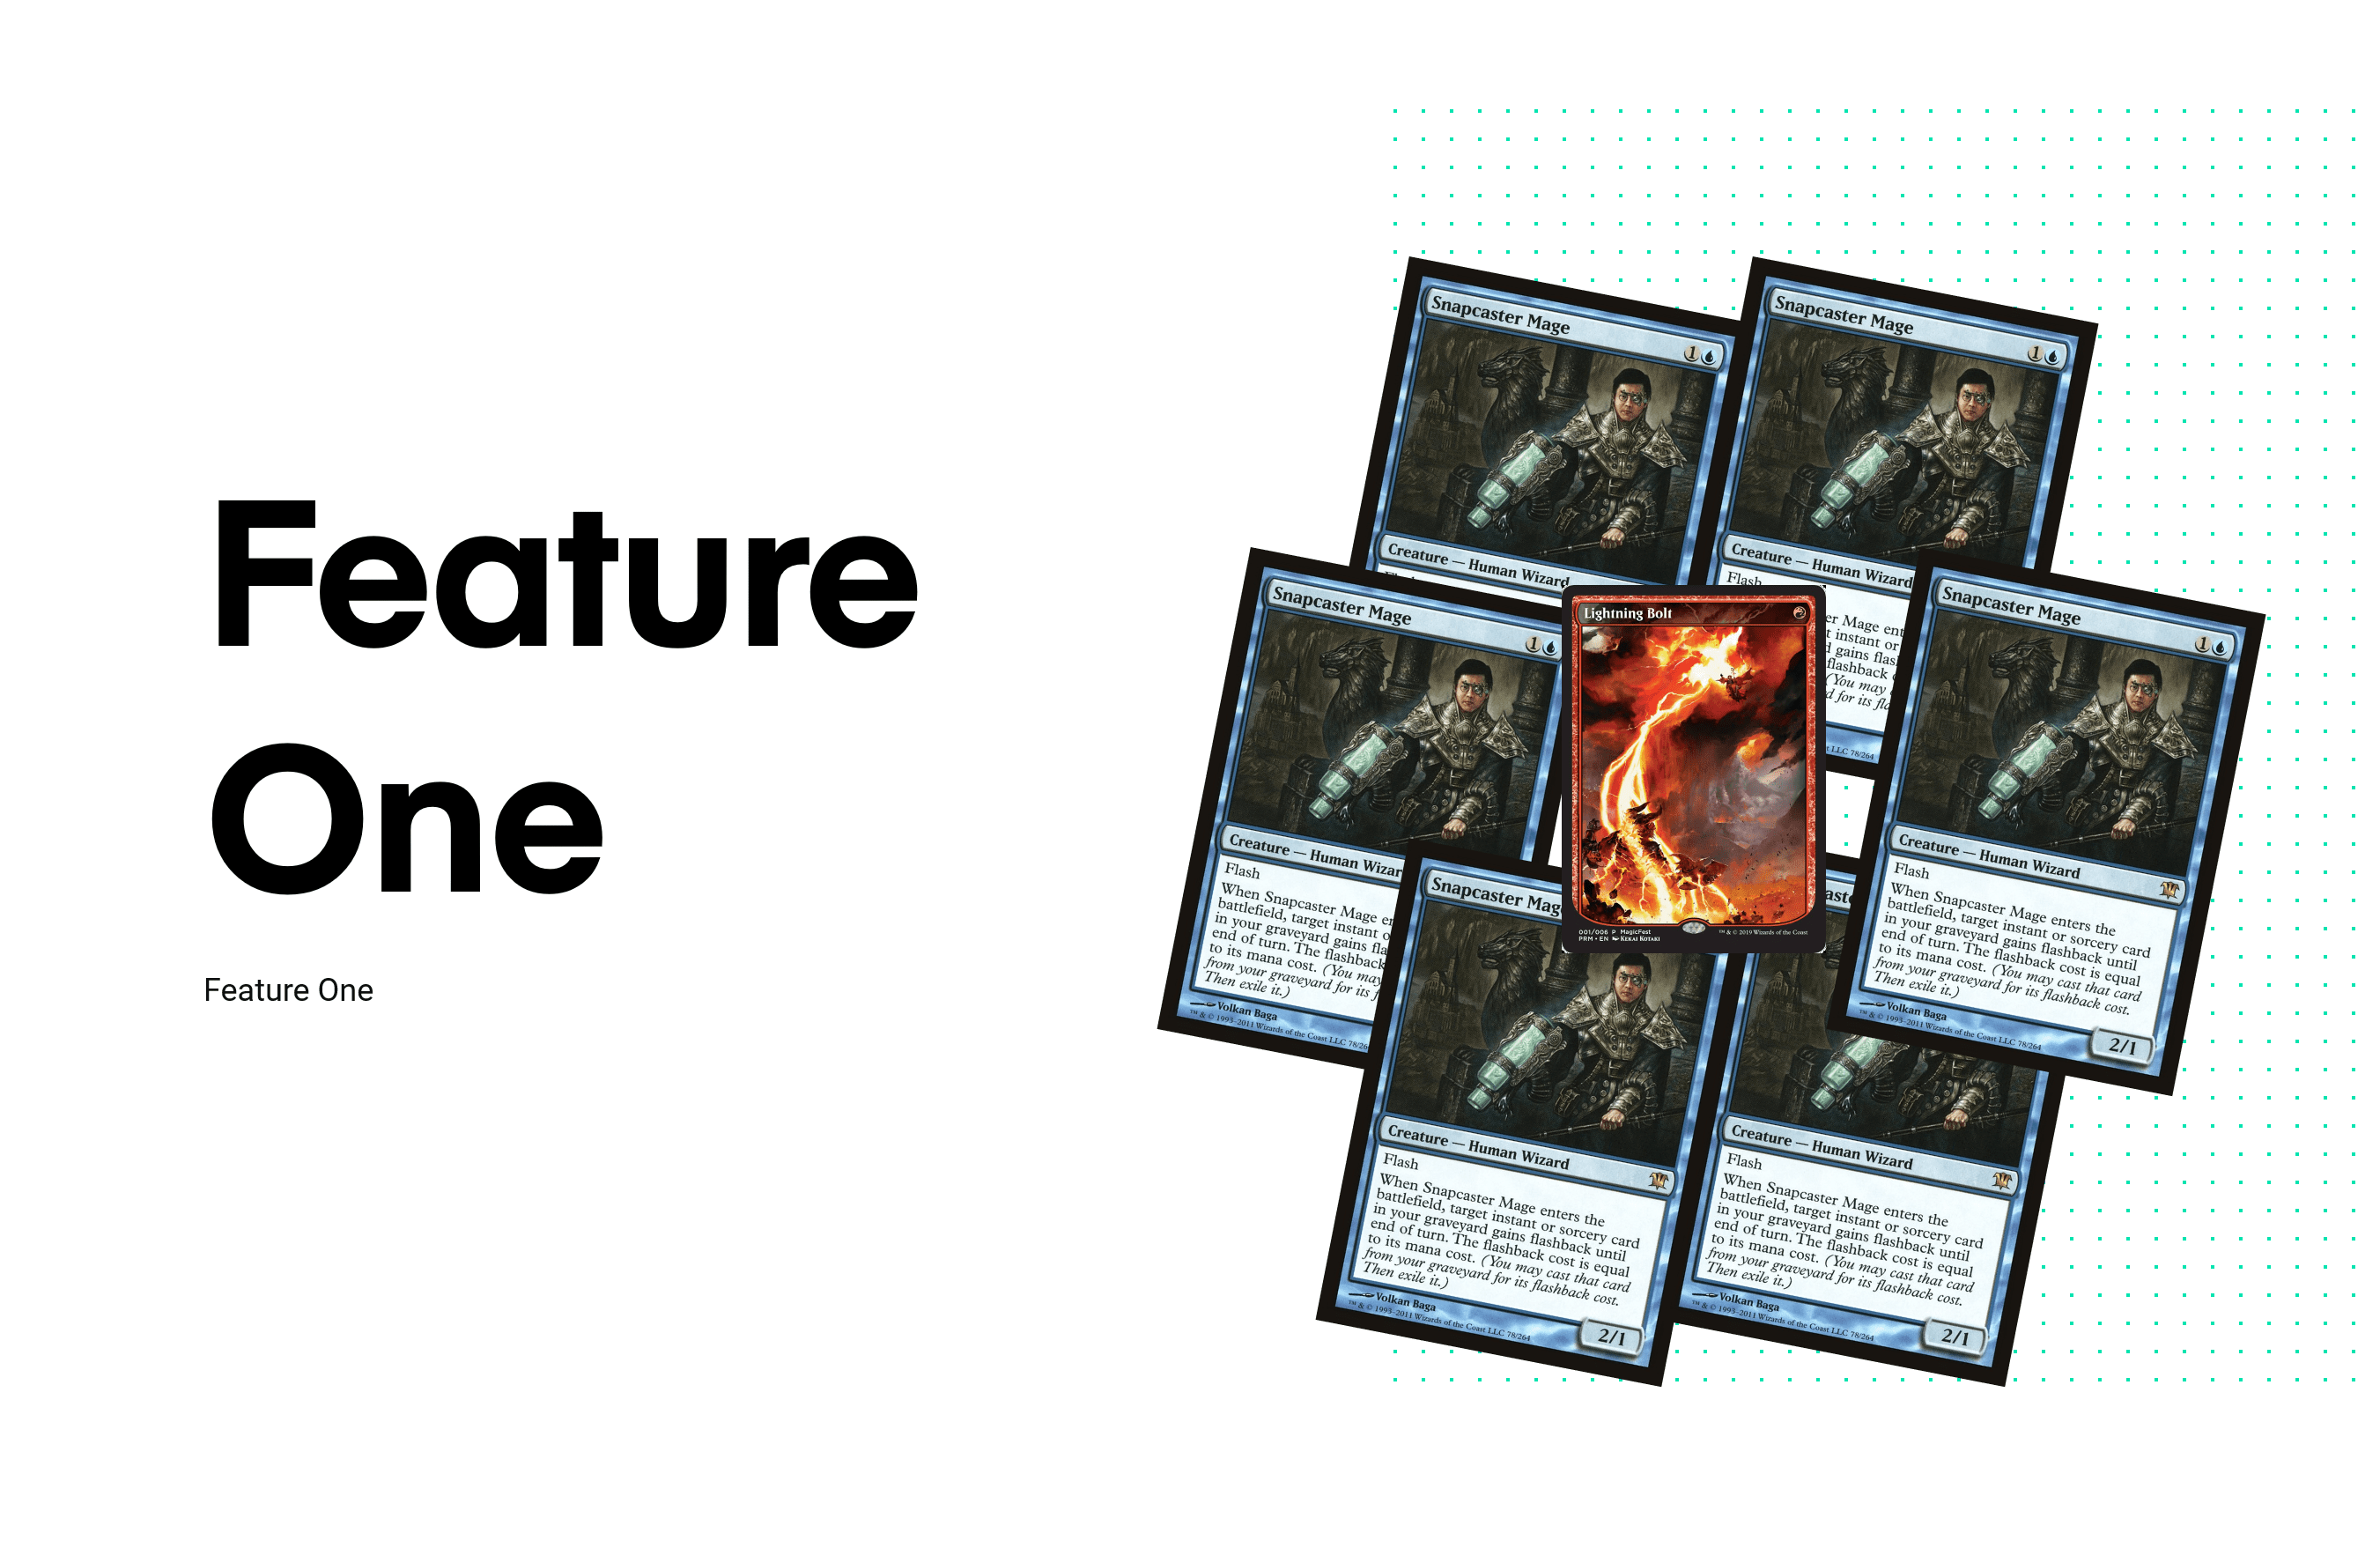 Feature
One
Feature One
Snapcaster Mage
1
Creature — Human Wizard
Snapcaster Mage
1
Creature — Human Wizard
Flash
er Mage ent
t instant or
d gains flas
flashback
(You may
d for its fla
LLC 78/264
Snapcaster Mage
1
Creature — Human Wizar
Flash
When Snapcaster Mage en
battlefield, target instant o
in your graveyard gains fla
end of turn. The flashback
to its mana cost. (You may
from your graveyard for its f
Then exile it.)
Volkan Baga
™ & © 1993–2011 Wizards of the Coast LLC 78/26
Lightning Bolt
001/006 P MagicFest
PRM • EN Kekai Kotaki
™ & © 2019 Wizards of the Coast
Snapcaster Mage
1
Creature — Human Wizard
Flash
When Snapcaster Mage enters the
battlefield, target instant or sorcery card
in your graveyard gains flashback until
end of turn. The flashback cost is equal
to its mana cost. (You may cast that card
from your graveyard for its flashback cost.
Then exile it.)
Volkan Baga
™ & © 1993–2011 Wizards of the Coast LLC 78/264
2/1
Snapcaster Mag
Creature — Human Wizard
Flash
When Snapcaster Mage enters the
battlefield, target instant or sorcery card
in your graveyard gains flashback until
end of turn. The flashback cost is equal
to its mana cost. (You may cast that card
from your graveyard for its flashback cost.
Then exile it.)
Volkan Baga
™ & © 1993–2011 Wizards of the Coast LLC 78/264
2/1
Creature — Human Wizard
Flash
When Snapcaster Mage enters the
battlefield, target instant or sorcery card
in your graveyard gains flashback until
end of turn. The flashback cost is equal
to its mana cost. (You may cast that card
from your graveyard for its flashback cost.
Then exile it.)
Volkan Baga
™ & © 1993–2011 Wizards of the Coast LLC 78/264
2/1